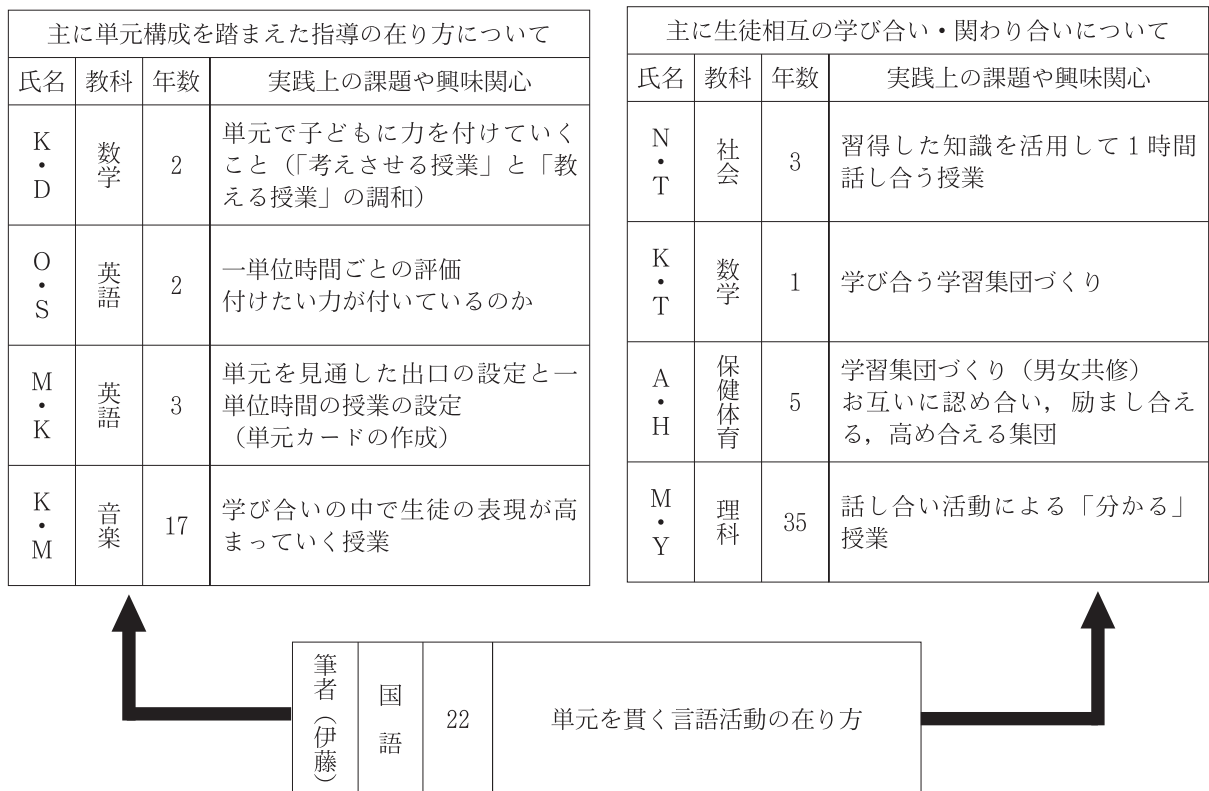 主に単元構成を踏まえた指導の在り方について
氏名 教科 年数 実践上の課題や興味関心
K・D 数学 2 単元で子どもに力を付けていく
こと（「考えさせる授業」と「教
える授業」の調和）
O・S 英語 2 一単位時間ごとの評価
付けたい力が付いているのか
M・K 英語 3 単元を見通した出口の設定と一
単位時間の授業の設定
（単元カードの作成）
K・M 音楽 17 学び合いの中で生徒の表現が高
まっていく授業
主に生徒相互の学び合い・関わり合いについて
氏名 教科 年数 実践上の課題や興味関心
N・T 社会 3 習得した知識を活用して１時間
話し合う授業
K・T 数学 1 学び合う学習集団づくり
A・H 保健体育 5 学習集団づくり（男女共修）
お互いに認め合い，励まし合え
る，高め合える集団
M・Y 理科 35 話し合い活動による「分かる」
授業
筆者（伊藤） 国語 22 単元を貫く言語活動の在り方